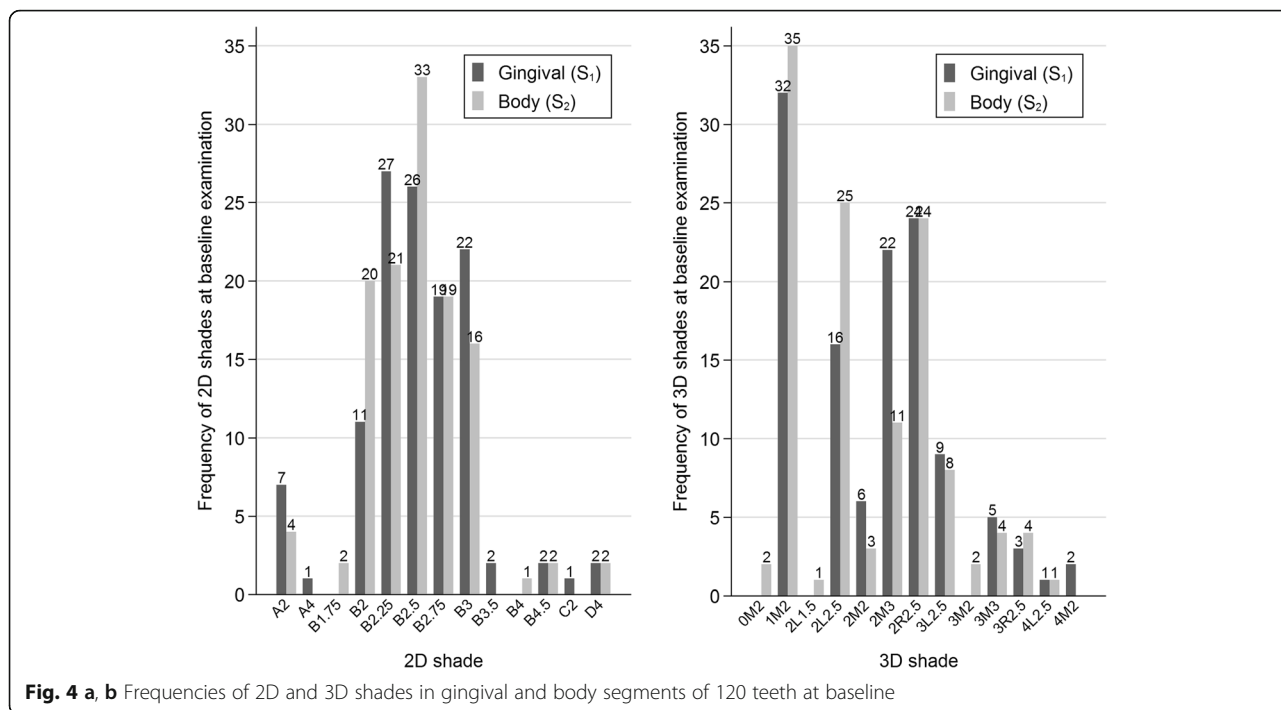 Frequency of 2D shades at baseline examination
35
30
25
20
15
10
5
0
Gingival (S₁)
Body (S₂)
7 4 1 2 11 20 27 21 26 33 19 19 22 16 2 1 2 2 1 2 2
A2 A4 B1.75 B2 B2.25 B2.5 B2.75 B3 B3.5 B4 B4.5 C2 D4
2D shade
Frequency of 3D shades at baseline examination
35
30
25
20
15
10
5
0
Gingival (S₁)
Body (S₂)
2 32 35 1 16 25 6 3 22 11 24 24 9 8 2 5 4 3 4 1 1 2
0M2 1M2 2L1.5 2L2.5 2M2 2M3 2R2.5 3L2.5 3M2 3M3 3R2.5 4L2.5 4M2
3D shade
Fig. 4 a, b Frequencies of 2D and 3D shades in gingival and body segments of 120 teeth at baseline